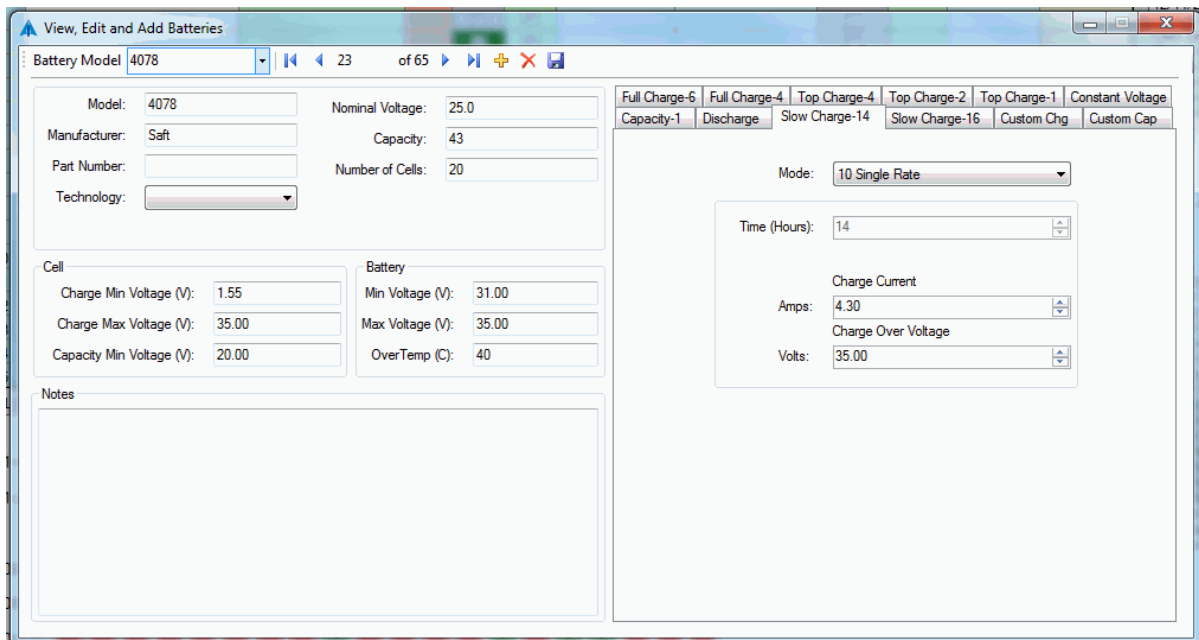 View, Edit and Add Batteries
Battery Model 4078 23 of 65
Model: 4078
Manufacturer: Saft
Part Number:
Technology:
Nominal Voltage: 25.0
Capacity: 43
Number of Cells: 20
Cell
Charge Min Voltage (V): 1.55
Charge Max Voltage (V): 35.00
Capacity Min Voltage (V): 20.00
Battery
Min Voltage (V): 31.00
Max Voltage (V): 35.00
OverTemp (C): 40
Notes
Full Charge-6 Full Charge-4 Top Charge-4 Top Charge-2 Top Charge-1 Constant Voltage
Capacity-1 Discharge Slow Charge-14 Slow Charge-16 Custom Chg Custom Cap
Mode: 10 Single Rate
Time (Hours): 14
Charge Current
Amps: 4.30
Charge Over Voltage
Volts: 35.00